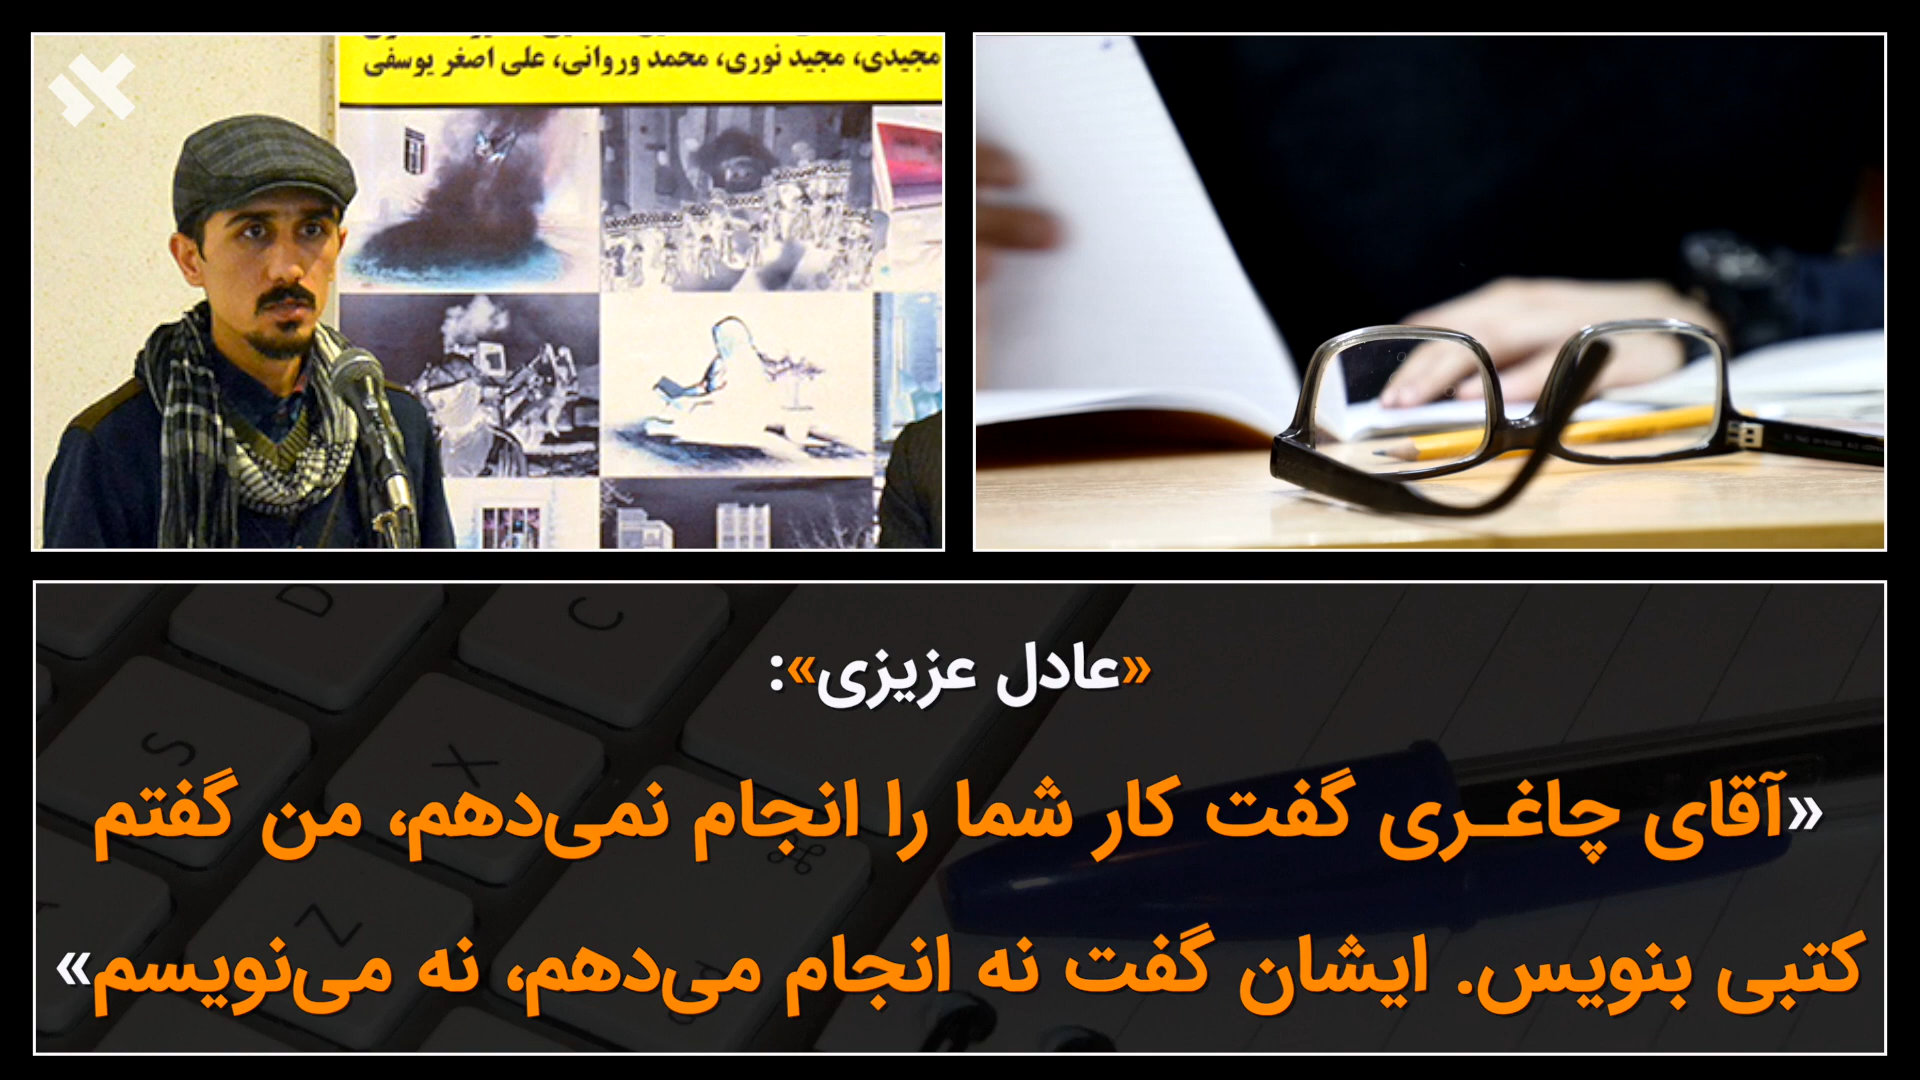 مجیدی، مجید نوری، محمد وروانی، علی اصغر یوسفی
«عادل عزیزی»:
«آقای چاغـری گفت کار شما را انجام نمی‌دهم، من گفتم
کتبی بنویس. ایشان گفت نه انجام می‌دهم، نه می‌نویسم»
D
C
S
X
Z
⌘